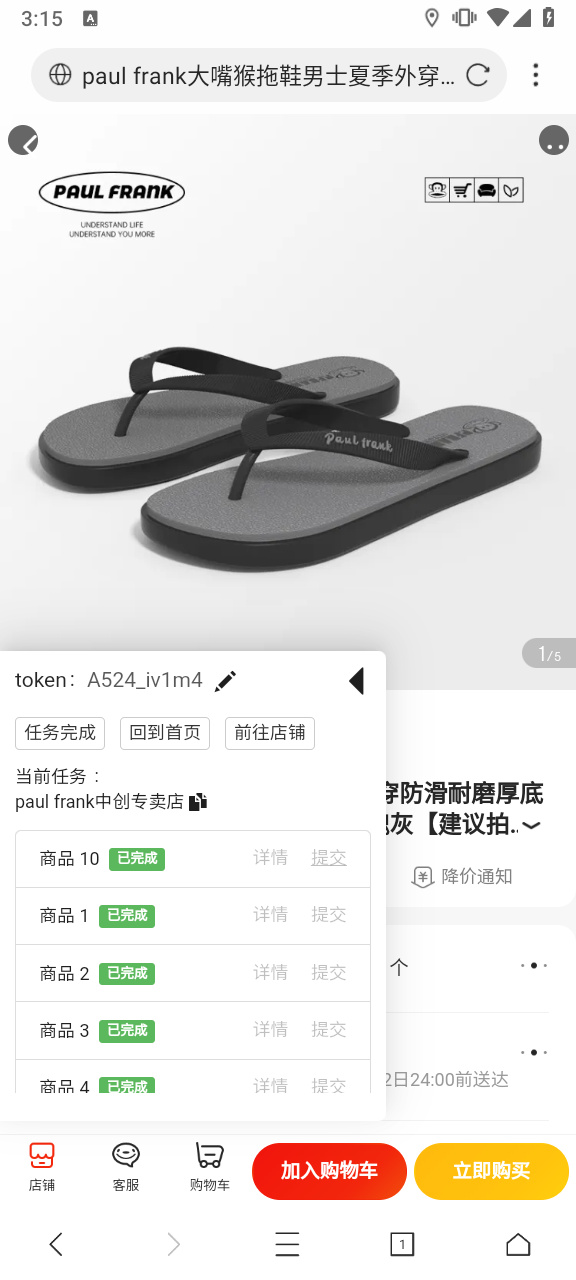 3:15
A
paul frank大嘴猴拖鞋男士夏季外穿...
PAUL FRANK
UNDERSTAND LIFE
UNDERSTAND YOU MORE
Paul frank
1/5
token： A524_iv1m4
任务完成 回到首页 前往店铺
当前任务：
paul frank中创专卖店
穿防滑耐磨厚底
灰【建议拍..
降价通知
商品 10 已完成 详情 提交
商品 1 已完成 详情 提交
个
商品 2 已完成 详情 提交
商品 3 已完成 详情 提交
2日24:00前送达
商品 4 已完成 详情 提交
店铺 客服 购物车 加入购物车 立即购买
1